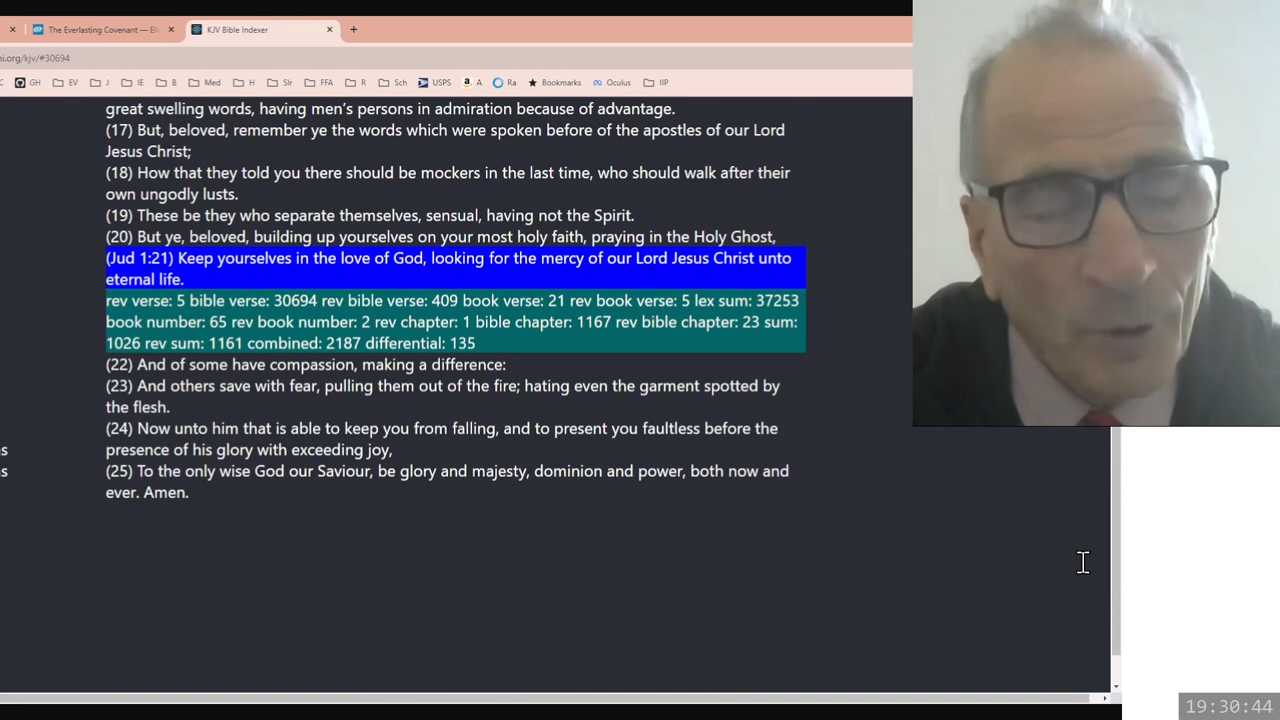 The Everlasting Covenant — Ell
KJV Bible Indexer
ni.org/kjv/#30694
GH EV J IE B Med H Slr FFA R Sch USPS A Ra Bookmarks Oculus IIP
great swelling words, having men’s persons in admiration because of advantage.
(17) But, beloved, remember ye the words which were spoken before of the apostles of our Lord
Jesus Christ;
(18) How that they told you there should be mockers in the last time, who should walk after their
own ungodly lusts.
(19) These be they who separate themselves, sensual, having not the Spirit.
(20) But ye, beloved, building up yourselves on your most holy faith, praying in the Holy Ghost,
(Jud 1:21) Keep yourselves in the love of God, looking for the mercy of our Lord Jesus Christ unto
eternal life.
rev verse: 5 bible verse: 30694 rev bible verse: 409 book verse: 21 rev book verse: 5 lex sum: 37253
book number: 65 rev book number: 2 rev chapter: 1 bible chapter: 1167 rev bible chapter: 23 sum:
1026 rev sum: 1161 combined: 2187 differential: 135
(22) And of some have compassion, making a difference:
(23) And others save with fear, pulling them out of the fire; hating even the garment spotted by
the flesh.
(24) Now unto him that is able to keep you from falling, and to present you faultless before the
presence of his glory with exceeding joy,
(25) To the only wise God our Saviour, be glory and majesty, dominion and power, both now and
ever. Amen.
19:30:44